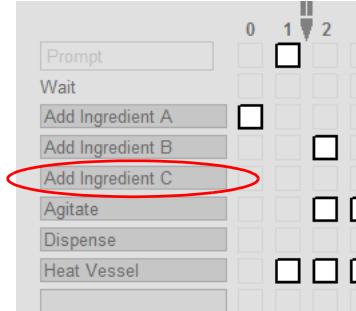 0 1 2
Prompt
Wait
Add Ingredient A
Add Ingredient B
Add Ingredient C
Agitate
Dispense
Heat Vessel